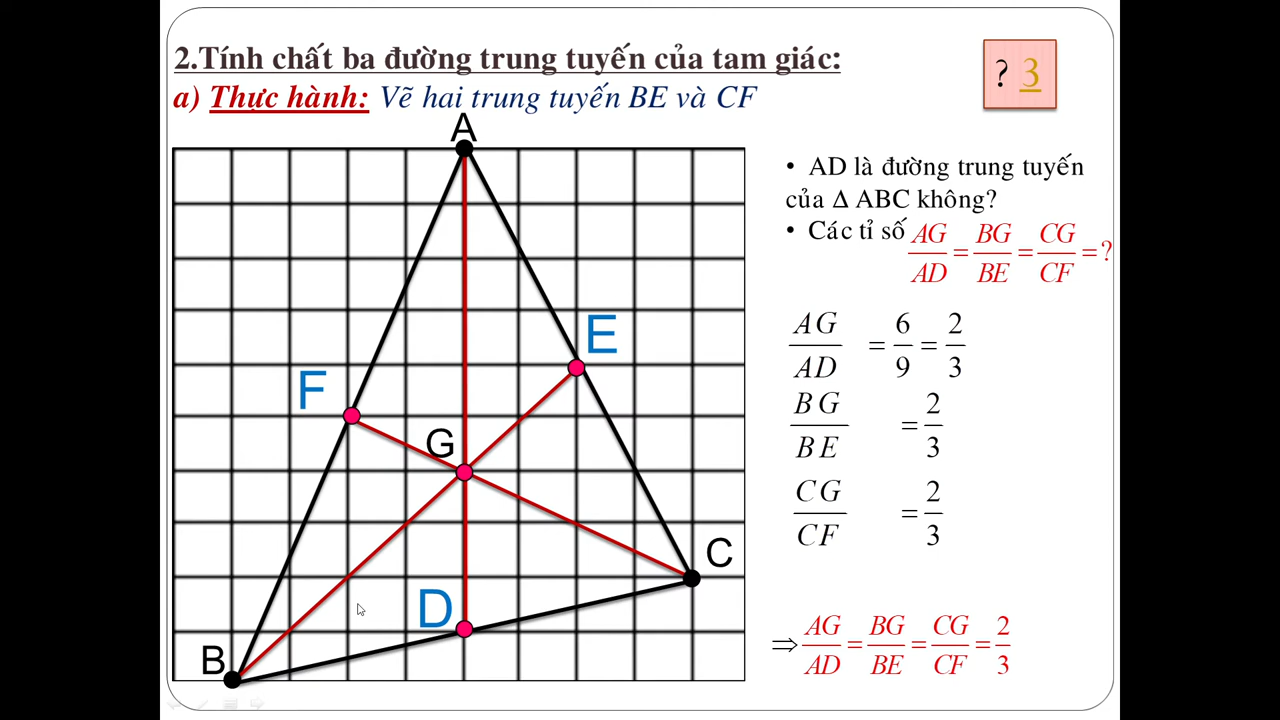 2.Tính chất ba đường trung tuyến của tam giác:
? 3
a) Thực hành: Vẽ hai trung tuyến BE và CF
A
• AD là đường trung tuyến
của Δ ABC không?
• Các tỉ số AG/AD = BG/BE = CG/CF = ?
AG/AD = 6/9 = 2/3
E
F
BG/BE = 2/3
G
CG/CF = 2/3
C
D
B
⇒ AG/AD = BG/BE = CG/CF = 2/3